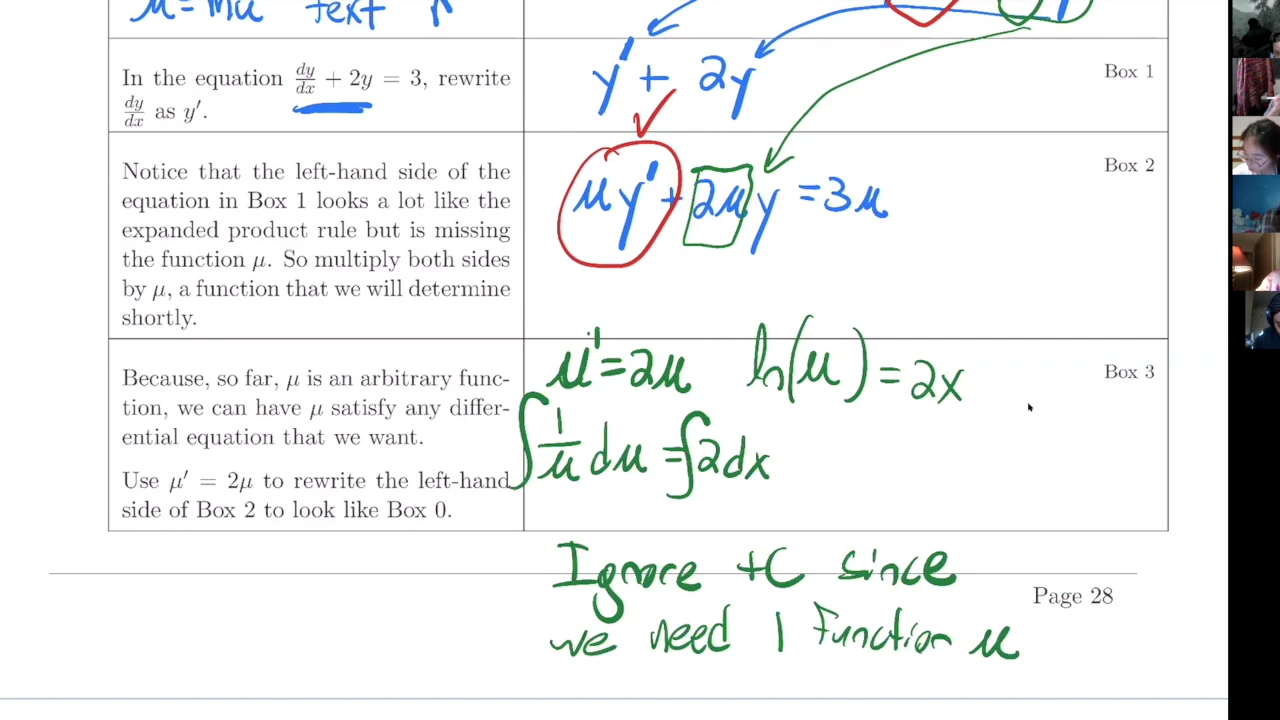 μ = mu text
In the equation dy/dx + 2y = 3, rewrite
dy/dx as y′.
y' + 2y
Box 1
Notice that the left-hand side of the
equation in Box 1 looks a lot like the
expanded product rule but is missing
the function μ. So multiply both sides
by μ, a function that we will determine
shortly.
μy' + 2μy = 3μ
Box 2
Because, so far, μ is an arbitrary func-
tion, we can have μ satisfy any differ-
ential equation that we want.
Use μ′ = 2μ to rewrite the left-hand
side of Box 2 to look like Box 0.
μ' = 2μ ln(μ) = 2x
∫ 1/μ dμ = ∫ 2dx
Box 3
Ignore +C since
we need 1 function μ
Page 28